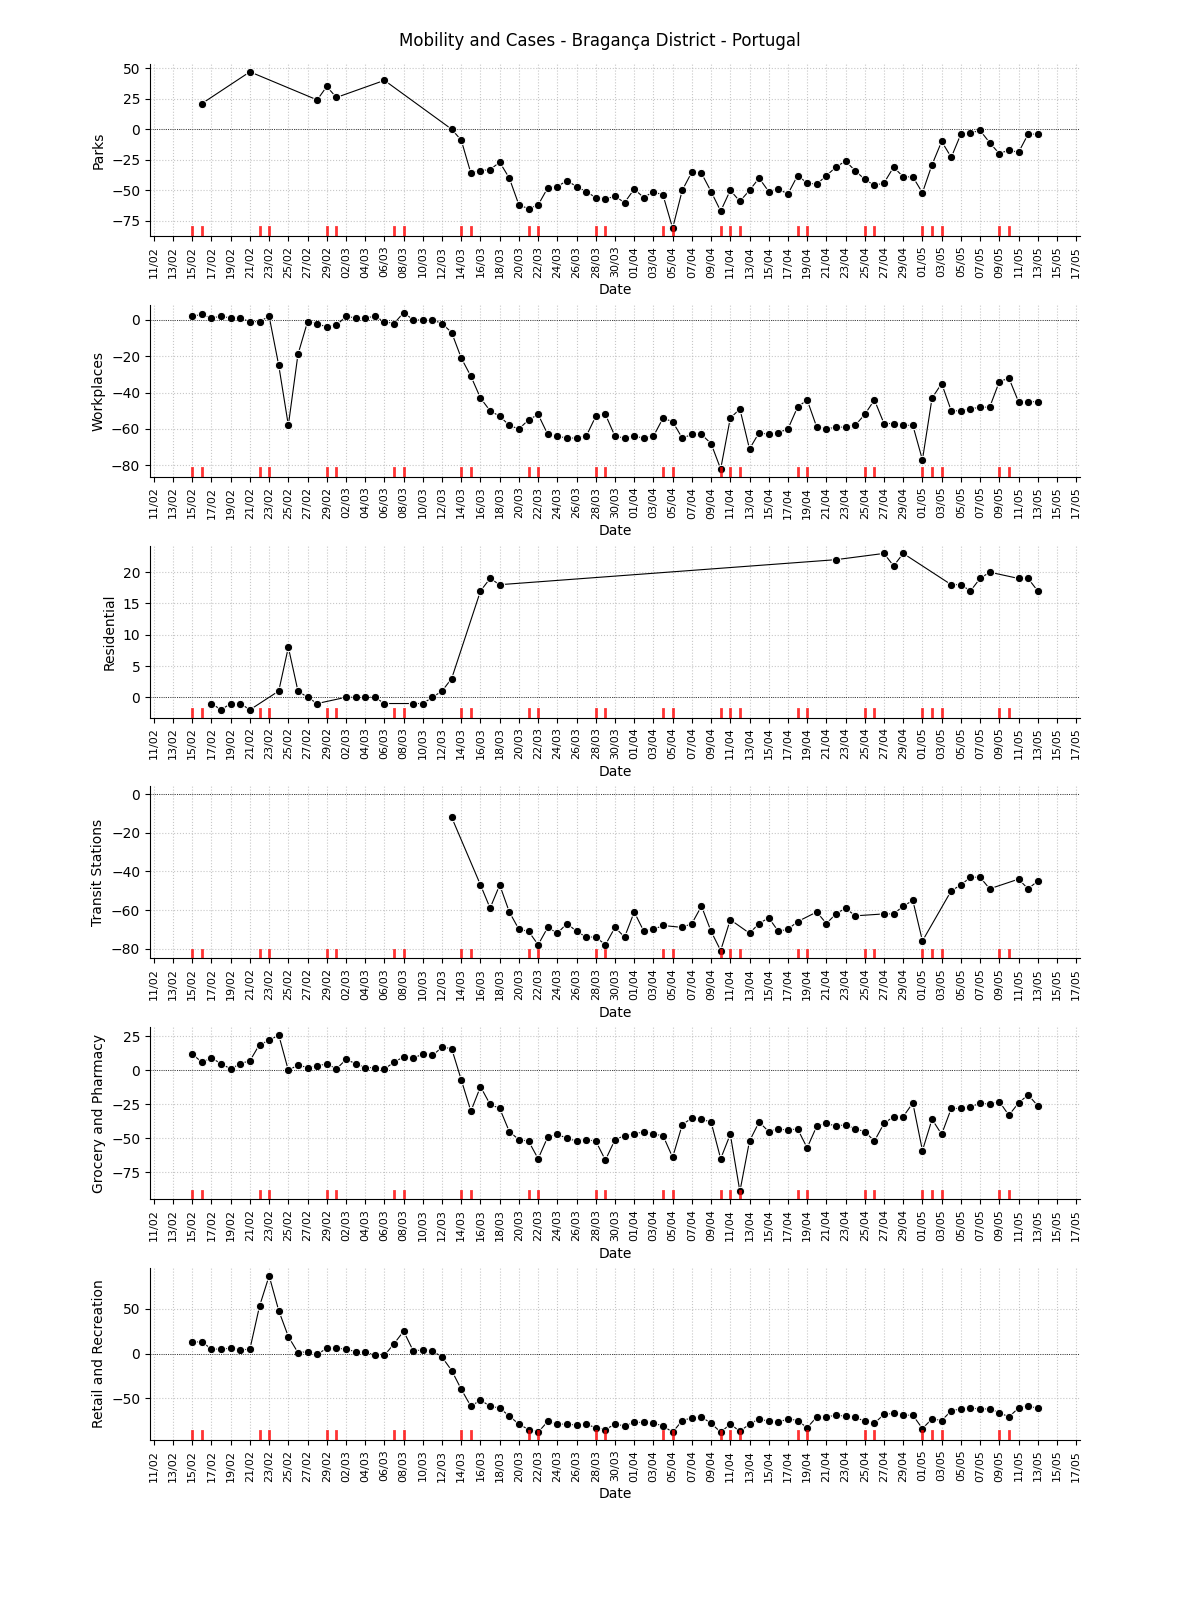 Mobility and Cases - Bragança District - Portugal
50
25
0
−25
−50
−75
Parks
11/02 13/02 15/02 17/02 19/02 21/02 23/02 25/02 27/02 29/02 02/03 04/03 06/03 08/03 10/03 12/03 14/03 16/03 18/03 20/03 22/03 24/03 26/03 28/03 30/03 01/04 03/04 05/04 07/04 09/04 11/04 13/04 15/04 17/04 19/04 21/04 23/04 25/04 27/04 29/04 01/05 03/05 05/05 07/05 09/05 11/05 13/05 15/05 17/05
Date
0
−20
−40
−60
−80
Workplaces
11/02 13/02 15/02 17/02 19/02 21/02 23/02 25/02 27/02 29/02 02/03 04/03 06/03 08/03 10/03 12/03 14/03 16/03 18/03 20/03 22/03 24/03 26/03 28/03 30/03 01/04 03/04 05/04 07/04 09/04 11/04 13/04 15/04 17/04 19/04 21/04 23/04 25/04 27/04 29/04 01/05 03/05 05/05 07/05 09/05 11/05 13/05 15/05 17/05
Date
20
15
10
5
0
Residential
11/02 13/02 15/02 17/02 19/02 21/02 23/02 25/02 27/02 29/02 02/03 04/03 06/03 08/03 10/03 12/03 14/03 16/03 18/03 20/03 22/03 24/03 26/03 28/03 30/03 01/04 03/04 05/04 07/04 09/04 11/04 13/04 15/04 17/04 19/04 21/04 23/04 25/04 27/04 29/04 01/05 03/05 05/05 07/05 09/05 11/05 13/05 15/05 17/05
Date
0
−20
−40
−60
−80
Transit Stations
11/02 13/02 15/02 17/02 19/02 21/02 23/02 25/02 27/02 29/02 02/03 04/03 06/03 08/03 10/03 12/03 14/03 16/03 18/03 20/03 22/03 24/03 26/03 28/03 30/03 01/04 03/04 05/04 07/04 09/04 11/04 13/04 15/04 17/04 19/04 21/04 23/04 25/04 27/04 29/04 01/05 03/05 05/05 07/05 09/05 11/05 13/05 15/05 17/05
Date
25
0
−25
−50
−75
Grocery and Pharmacy
11/02 13/02 15/02 17/02 19/02 21/02 23/02 25/02 27/02 29/02 02/03 04/03 06/03 08/03 10/03 12/03 14/03 16/03 18/03 20/03 22/03 24/03 26/03 28/03 30/03 01/04 03/04 05/04 07/04 09/04 11/04 13/04 15/04 17/04 19/04 21/04 23/04 25/04 27/04 29/04 01/05 03/05 05/05 07/05 09/05 11/05 13/05 15/05 17/05
Date
50
0
−50
Retail and Recreation
11/02 13/02 15/02 17/02 19/02 21/02 23/02 25/02 27/02 29/02 02/03 04/03 06/03 08/03 10/03 12/03 14/03 16/03 18/03 20/03 22/03 24/03 26/03 28/03 30/03 01/04 03/04 05/04 07/04 09/04 11/04 13/04 15/04 17/04 19/04 21/04 23/04 25/04 27/04 29/04 01/05 03/05 05/05 07/05 09/05 11/05 13/05 15/05 17/05
Date